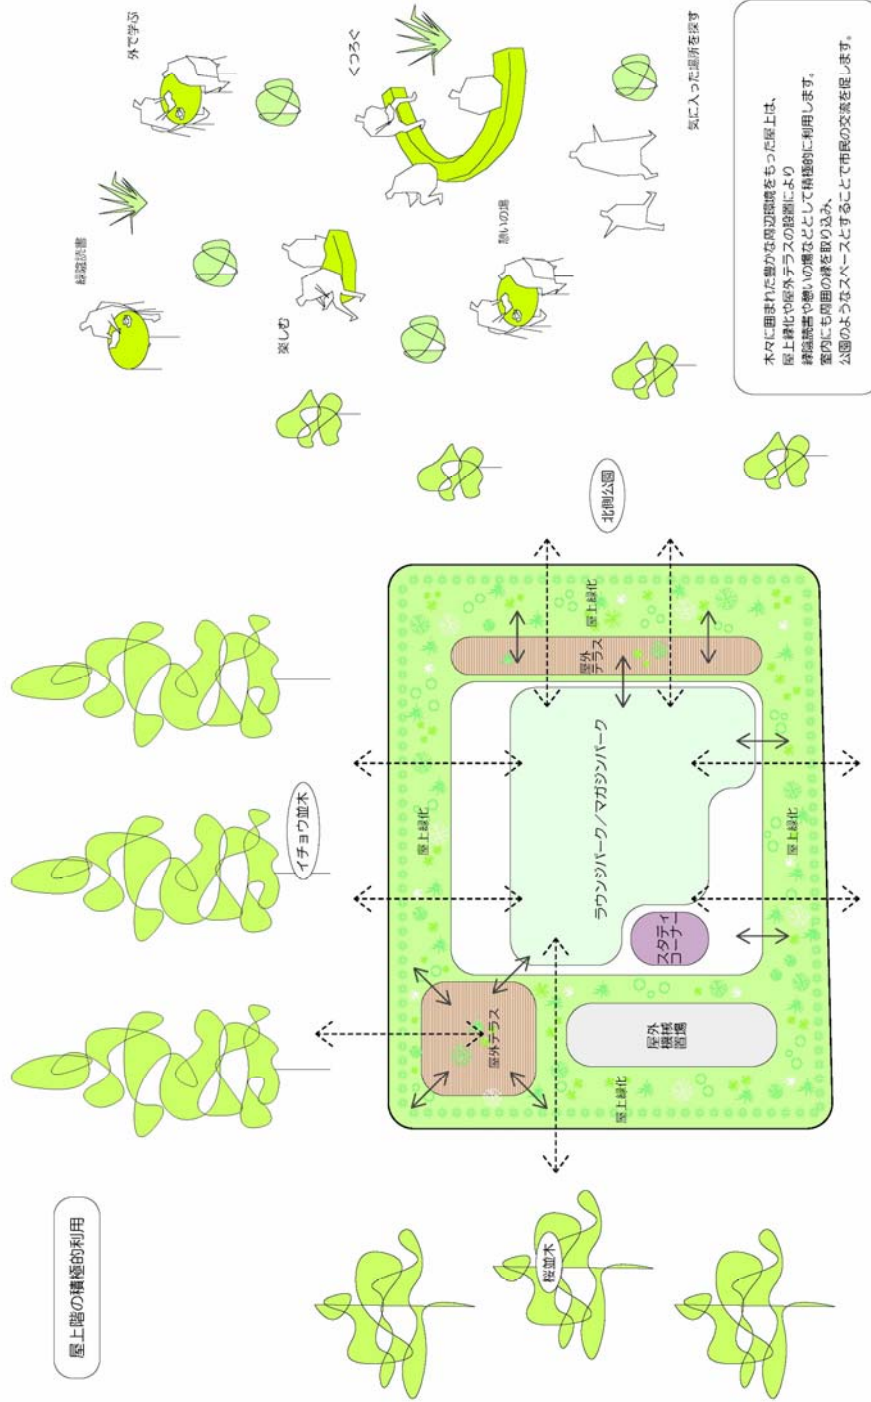 屋上階の積極的利用
イチョウ並木
桜並木
北側公園
屋上緑化
屋外テラス
屋上緑化
屋外
機械
置場
スタディ
コーナー
ラウンジパーク／マガジンパーク
屋外
テラス
屋上緑化
屋上緑化
緑陰読書
外で学ぶ
楽しむ
くつろぐ
憩いの場
気に入った場所を探す
木々に囲まれた豊かな周辺環境をもった屋上は、
屋上緑化や屋外テラスの設置により
緑陰読書や憩いの場などとして積極的に利用します。
室内にも周囲の緑を取り込み、
公園のようなスペースとすることで市民の交流を促します。